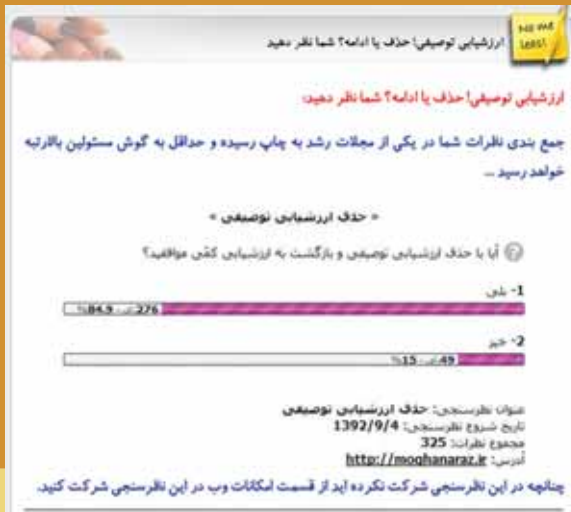 No me
least
ارزشیابی توصیفی! حذف یا ادامه؟ شما نظر دهید
ارزشیابی توصیفی! حذف یا ادامه؟ شما نظر دهید:
جمع بندی نظرات شما در یکی از مجلات رشد به چاپ رسیده و حداقل به گوش مسئولین بالارتبه
خواهد رسید ...
« حذف ارزشیابی توصیفی »
آیا با حذف ارزشیابی توصیفی و بازگشت به ارزشیابی کمّی موافقید؟
1- بلی
276 84.9%
2- خیر
49 15%
عنوان نظرسنجی: حذف ارزشیابی توصیفی
تاریخ شروع نظرسنجی: 1392/9/4
مجموع نظرات: 325
آدرس: http://moghanaraz.ir
چنانچه در این نظرسنجی شرکت نکرده اید از قسمت امکانات وب در این نظرسنجی شرکت کنید.